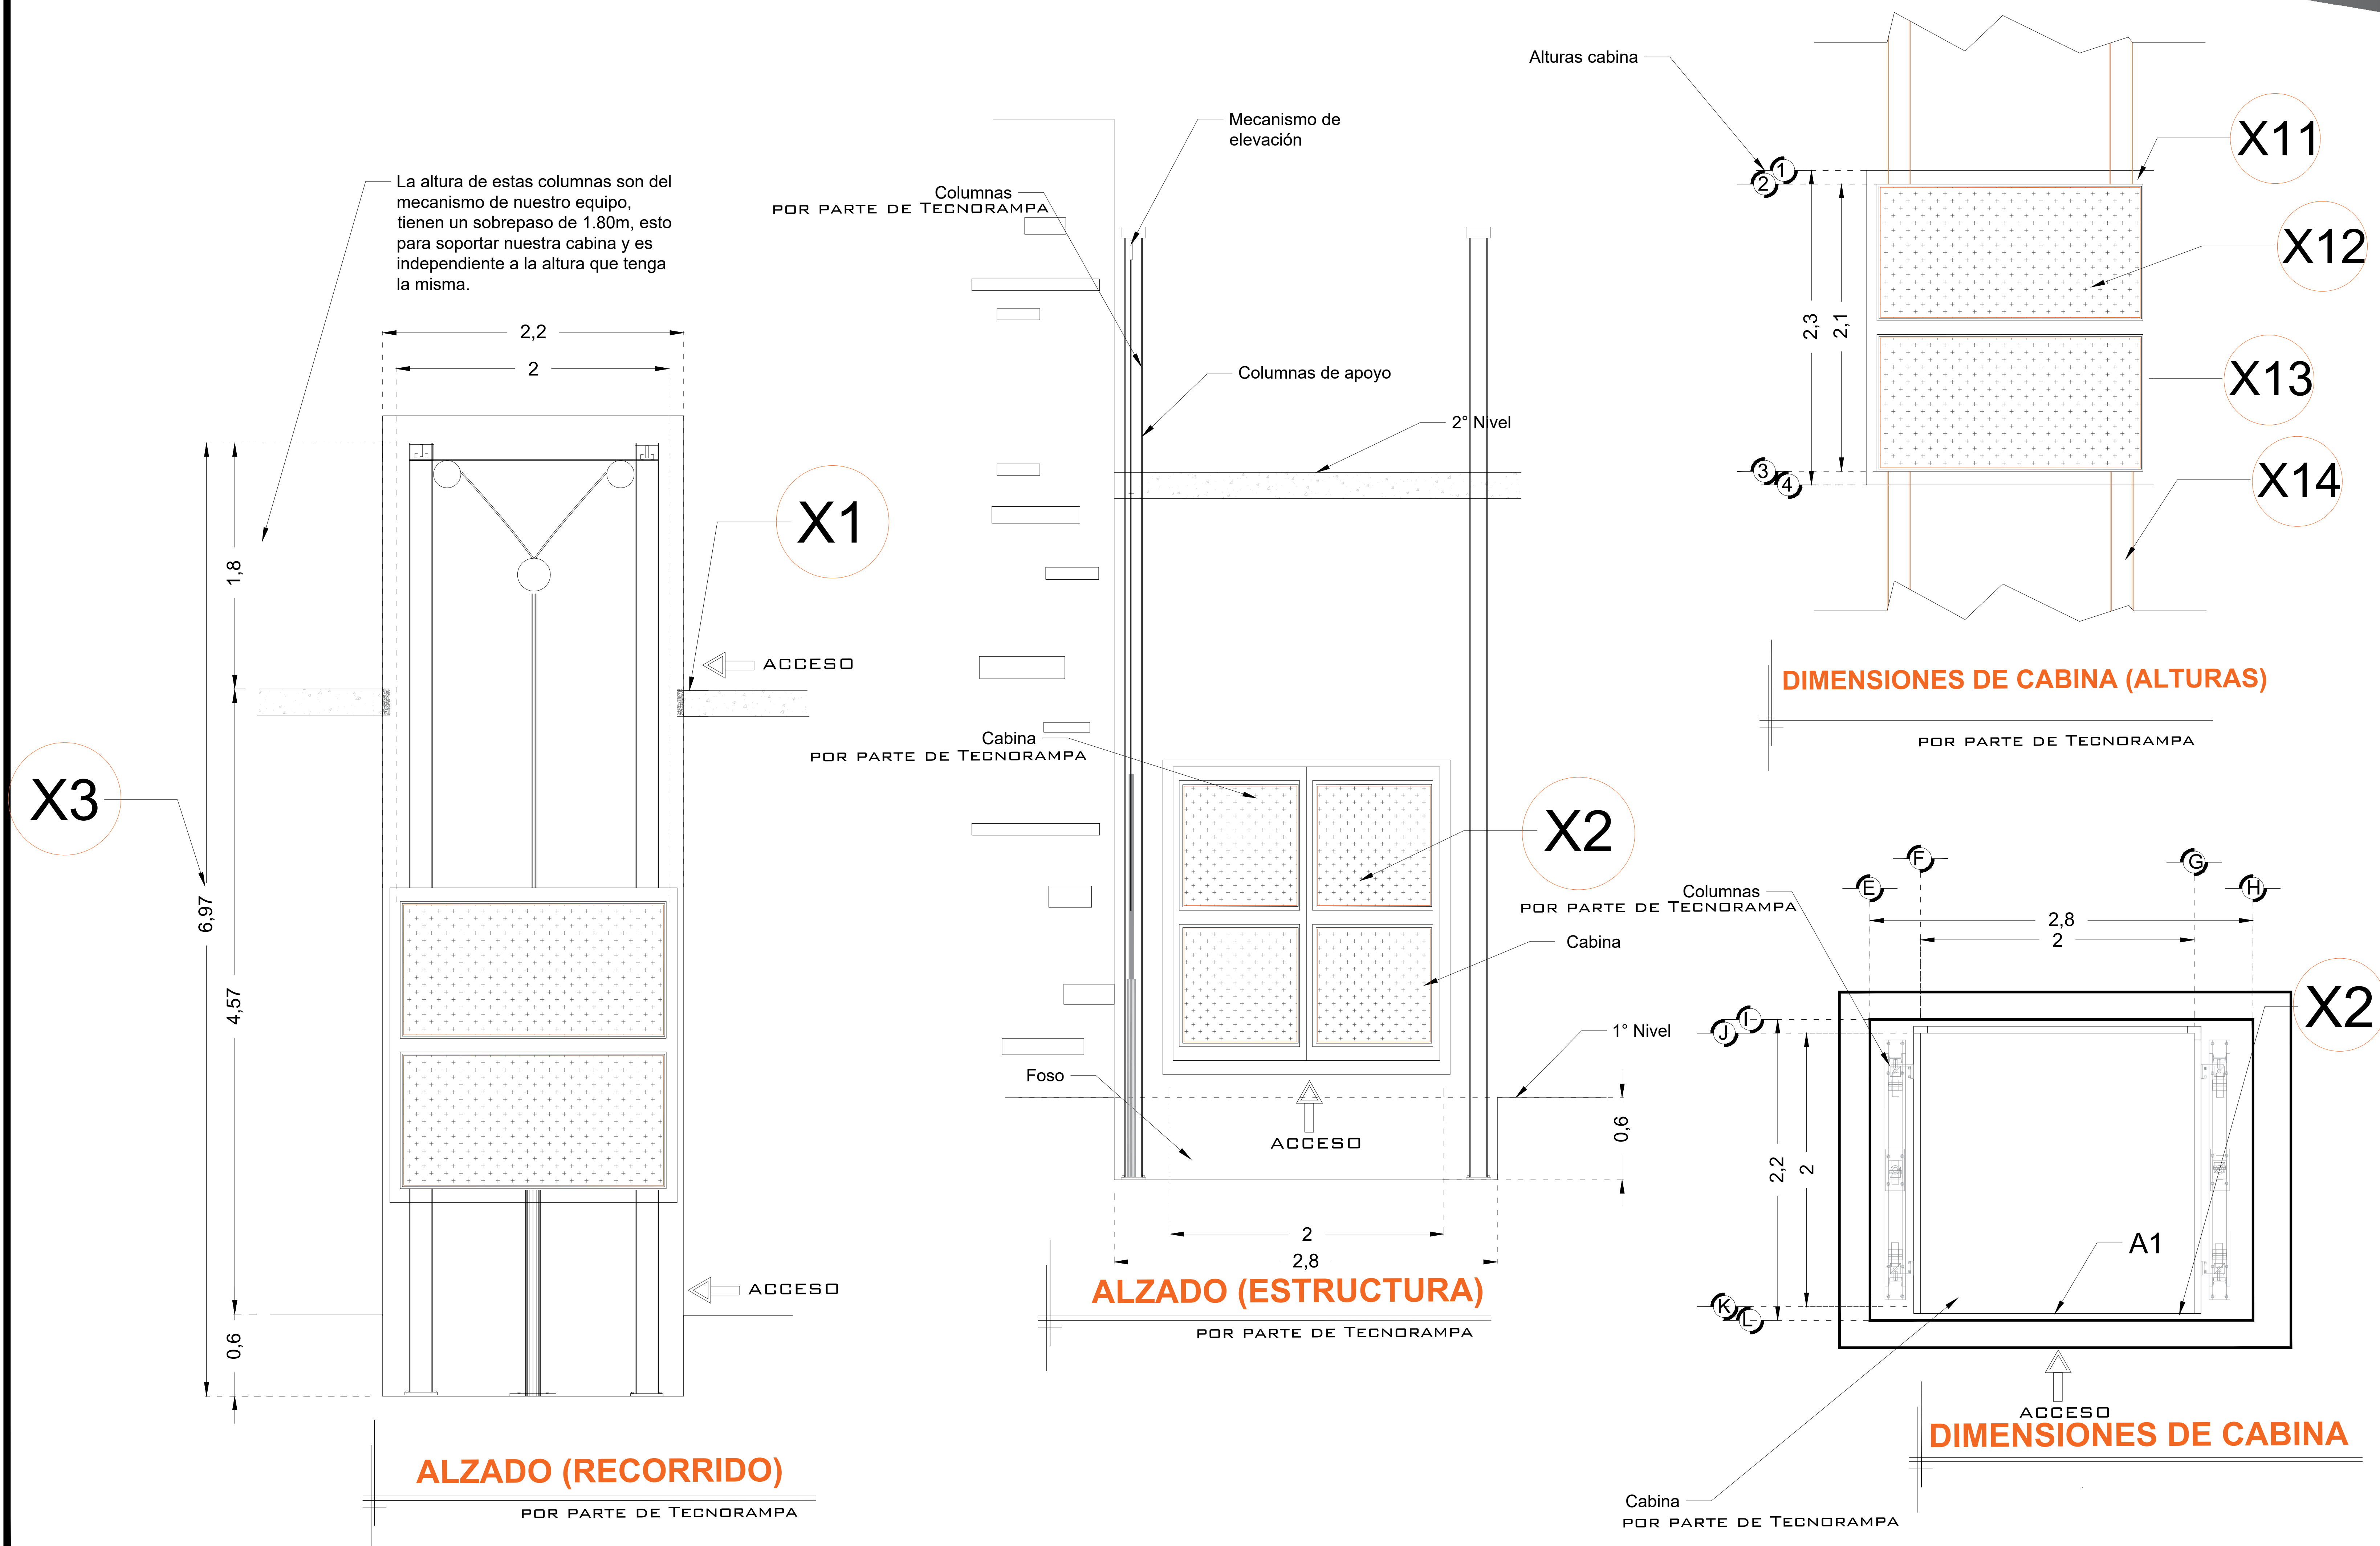 La altura de estas columnas son del
mecanismo de nuestro equipo,
tienen un sobrepaso de 1.80m, esto
para soportar nuestra cabina y es
independiente a la altura que tenga
la misma.
2,2
2
1,8
6,97
4,57
0,6
X1
X3
ACCESO
ACCESO
ALZADO (RECORRIDO)
POR PARTE DE TECNORAMPA
Mecanismo de
elevación
Columnas
POR PARTE DE TECNORAMPA
Columnas de apoyo
2° Nivel
Cabina
POR PARTE DE TECNORAMPA
X2
Cabina
1° Nivel
Foso
ACCESO
0,6
2
2,8
ALZADO (ESTRUCTURA)
POR PARTE DE TECNORAMPA
Alturas cabina
1
2
3
4
2,3
2,1
X11
X12
X13
X14
DIMENSIONES DE CABINA (ALTURAS)
POR PARTE DE TECNORAMPA
F
G
E
H
Columnas
POR PARTE DE TECNORAMPA
2,8
2
I
J
K
L
2,2
2
X2
A1
ACCESO
DIMENSIONES DE CABINA
Cabina
POR PARTE DE TECNORAMPA